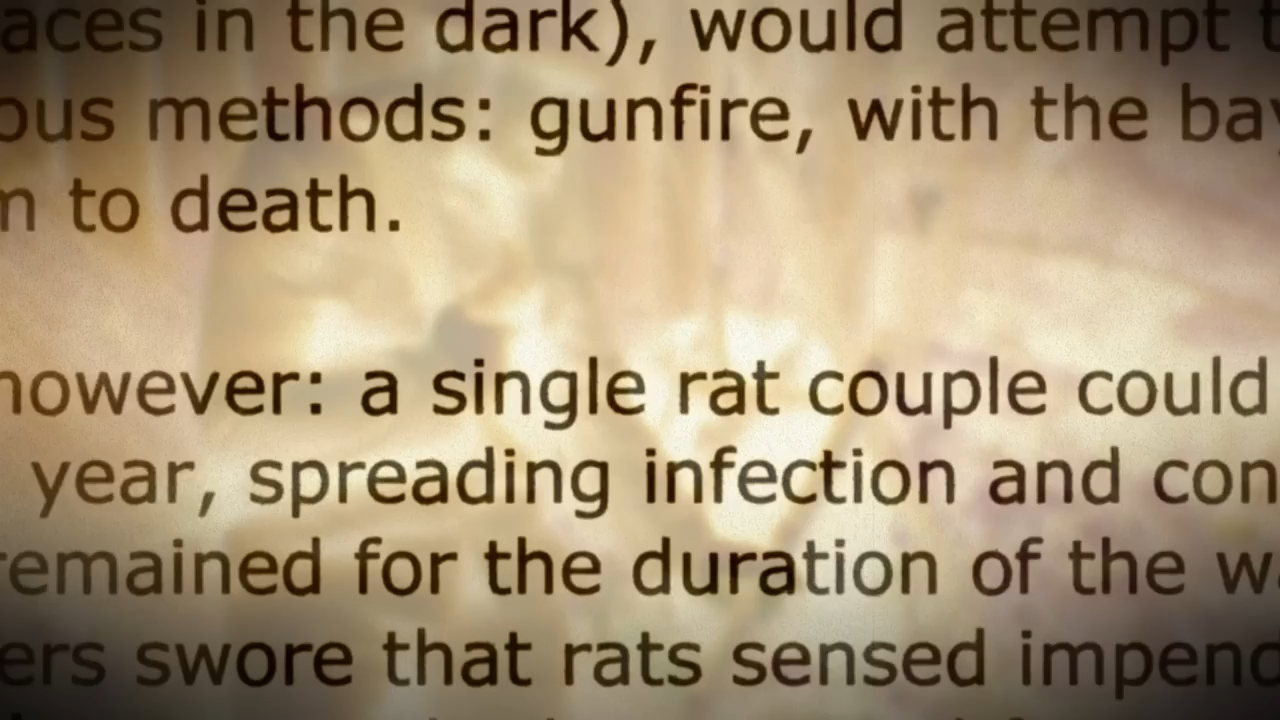 aces in the dark), would attempt t
ous methods: gunfire, with the bay
m to death.
however: a single rat couple could
year, spreading infection and con
remained for the duration of the w
ers swore that rats sensed impend